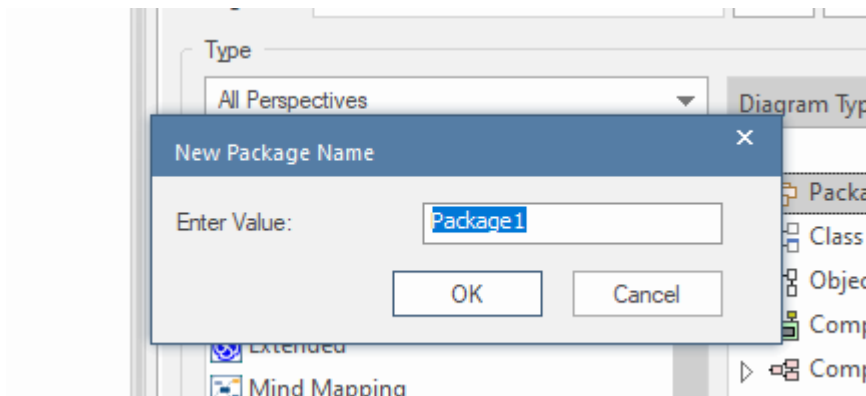 Type
All Perspectives
Diagram Typ
New Package Name
Packa
Enter Value:
Package1
Class
OK
Cancel
Objec
Comp
Extended
Comp
Mind Mapping